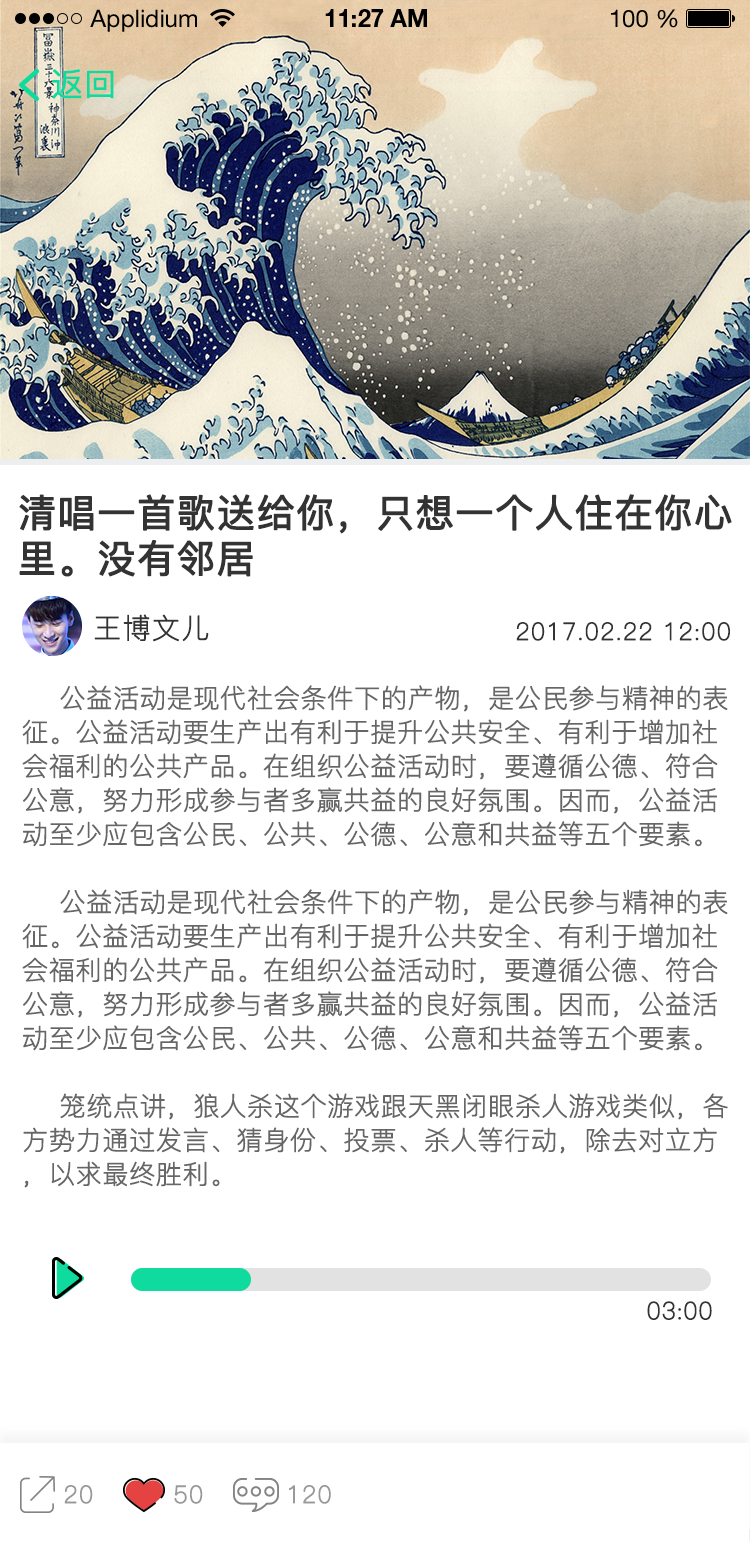 Applidium 11:27 AM 100 %
冨嶽三十六景 神奈川沖
浪裏
返回
清唱一首歌送给你，只想一个人住在你心
里。没有邻居
王博文儿 2017.02.22 12:00
公益活动是现代社会条件下的产物，是公民参与精神的表
征。公益活动要生产出有利于提升公共安全、有利于增加社
会福利的公共产品。在组织公益活动时，要遵循公德、符合
公意，努力形成参与者多赢共益的良好氛围。因而，公益活
动至少应包含公民、公共、公德、公意和共益等五个要素。
公益活动是现代社会条件下的产物，是公民参与精神的表
征。公益活动要生产出有利于提升公共安全、有利于增加社
会福利的公共产品。在组织公益活动时，要遵循公德、符合
公意，努力形成参与者多赢共益的良好氛围。因而，公益活
动至少应包含公民、公共、公德、公意和共益等五个要素。
笼统点讲，狼人杀这个游戏跟天黑闭眼杀人游戏类似，各
方势力通过发言、猜身份、投票、杀人等行动，除去对立方
，以求最终胜利。
03:00
20 50 120